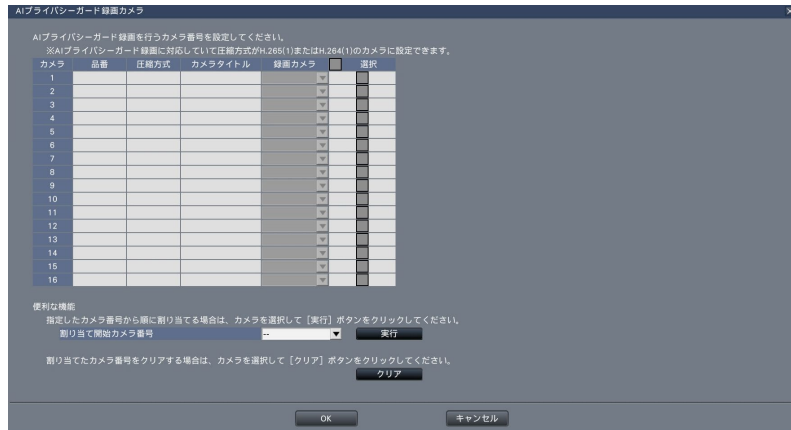 AIプライバシーガード録画カメラ
AIプライバシーガード録画を行うカメラ番号を設定してください。
※AIプライバシーガード録画に対応していて圧縮方式がH.265(1)またはH.264(1)のカメラに設定できます。
カメラ 品番 圧縮方式 カメラタイトル 録画カメラ 選択
1
2
3
4
5
6
7
8
9
10
11
12
13
14
15
16
便利な機能
指定したカメラ番号から順に割り当てる場合は、カメラを選択して［実行］ボタンをクリックしてください。
割り当て開始カメラ番号 -- 実行
割り当てたカメラ番号をクリアする場合は、カメラを選択して［クリア］ボタンをクリックしてください。
クリア
OK キャンセル